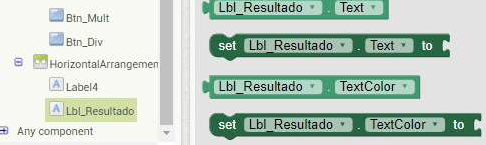 Btn_Mult
Btn_Div
HorizontalArrangemen
Label4
Lbl_Resultado
Any component
Lbl_Resultado . Text
set Lbl_Resultado . Text to
Lbl_Resultado . TextColor
set Lbl_Resultado . TextColor to